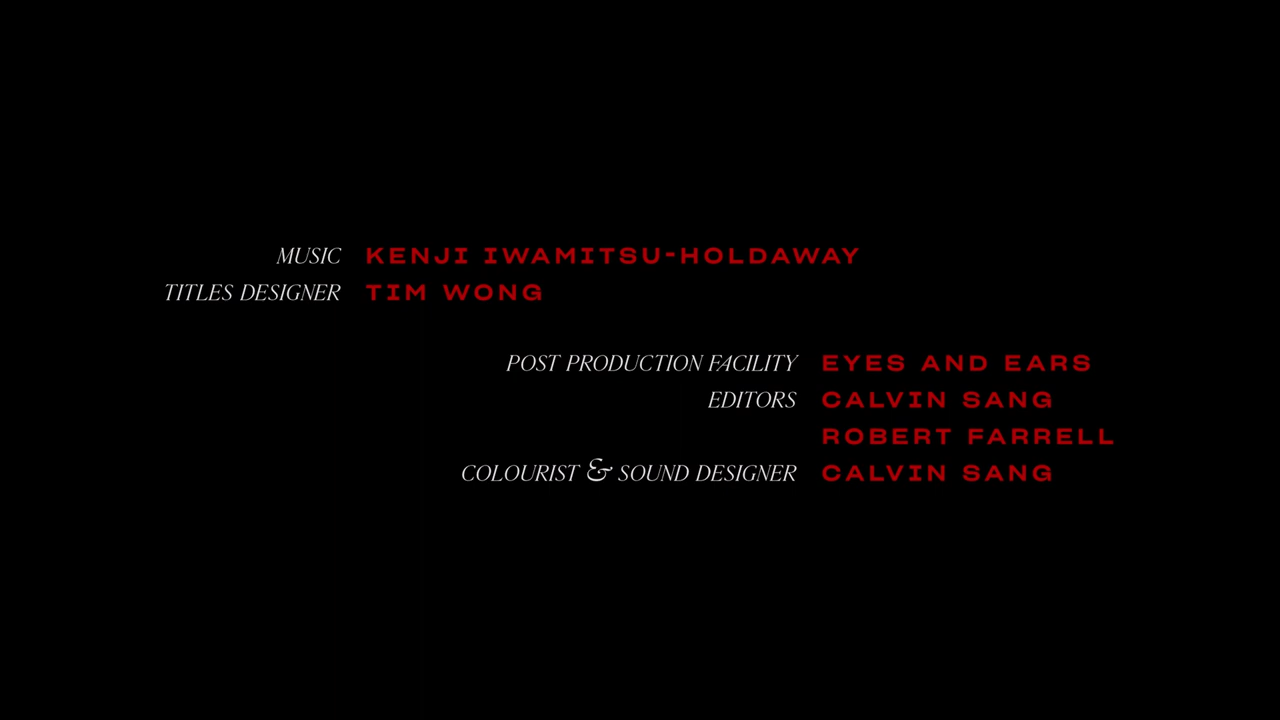 MUSIC KENJI IWAMITSU-HOLDAWAY
TITLES DESIGNER TIM WONG
POST PRODUCTION FACILITY EYES AND EARS
EDITORS CALVIN SANG
ROBERT FARRELL
COLOURIST & SOUND DESIGNER CALVIN SANG